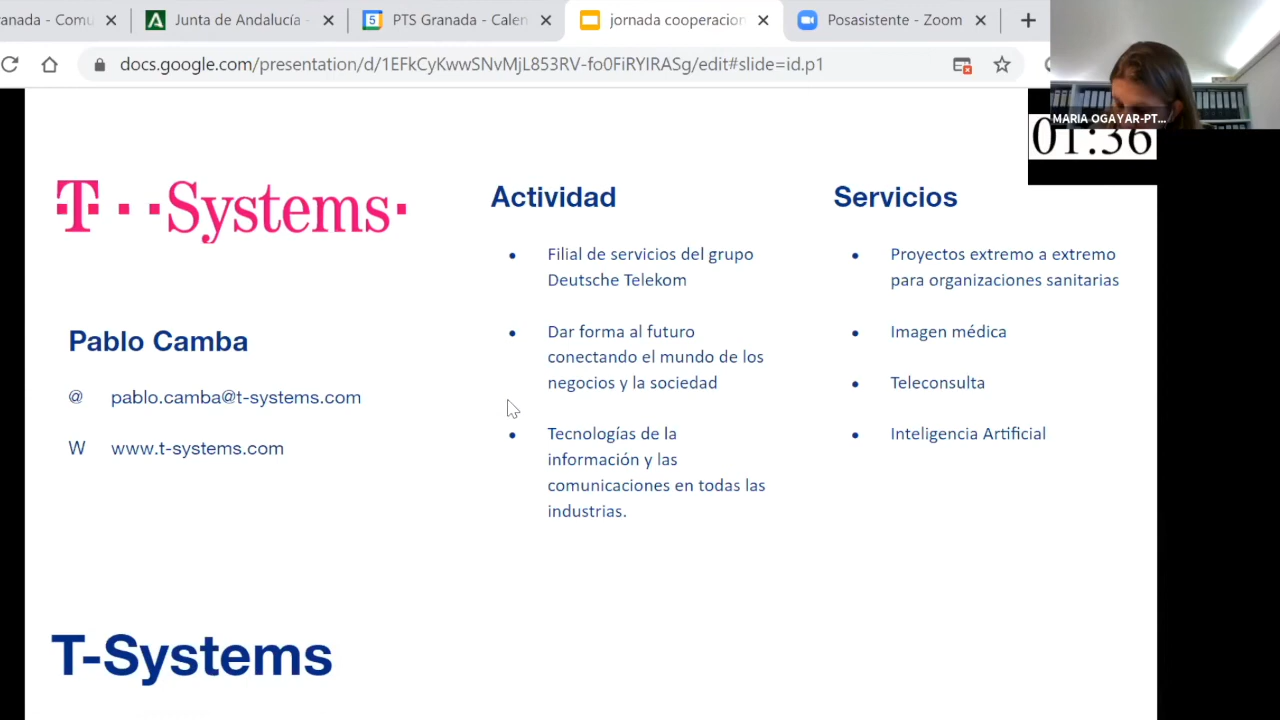 ranada - Comu
Junta de Andalucía -
PTS Granada - Calen
jornada cooperacion
Posasistente - Zoom
docs.google.com/presentation/d/1EFkCyKwwSNvMjL853RV-fo0FiRYIRASg/edit#slide=id.p1
MARIA OGAYAR-PT...
01:36
T · · Systems ·
Pablo Camba
@ pablo.camba@t-systems.com
W www.t-systems.com
Actividad
• Filial de servicios del grupo
Deutsche Telekom
• Dar forma al futuro
conectando el mundo de los
negocios y la sociedad
• Tecnologías de la
información y las
comunicaciones en todas las
industrias.
Servicios
• Proyectos extremo a extremo
para organizaciones sanitarias
• Imagen médica
• Teleconsulta
• Inteligencia Artificial
T-Systems